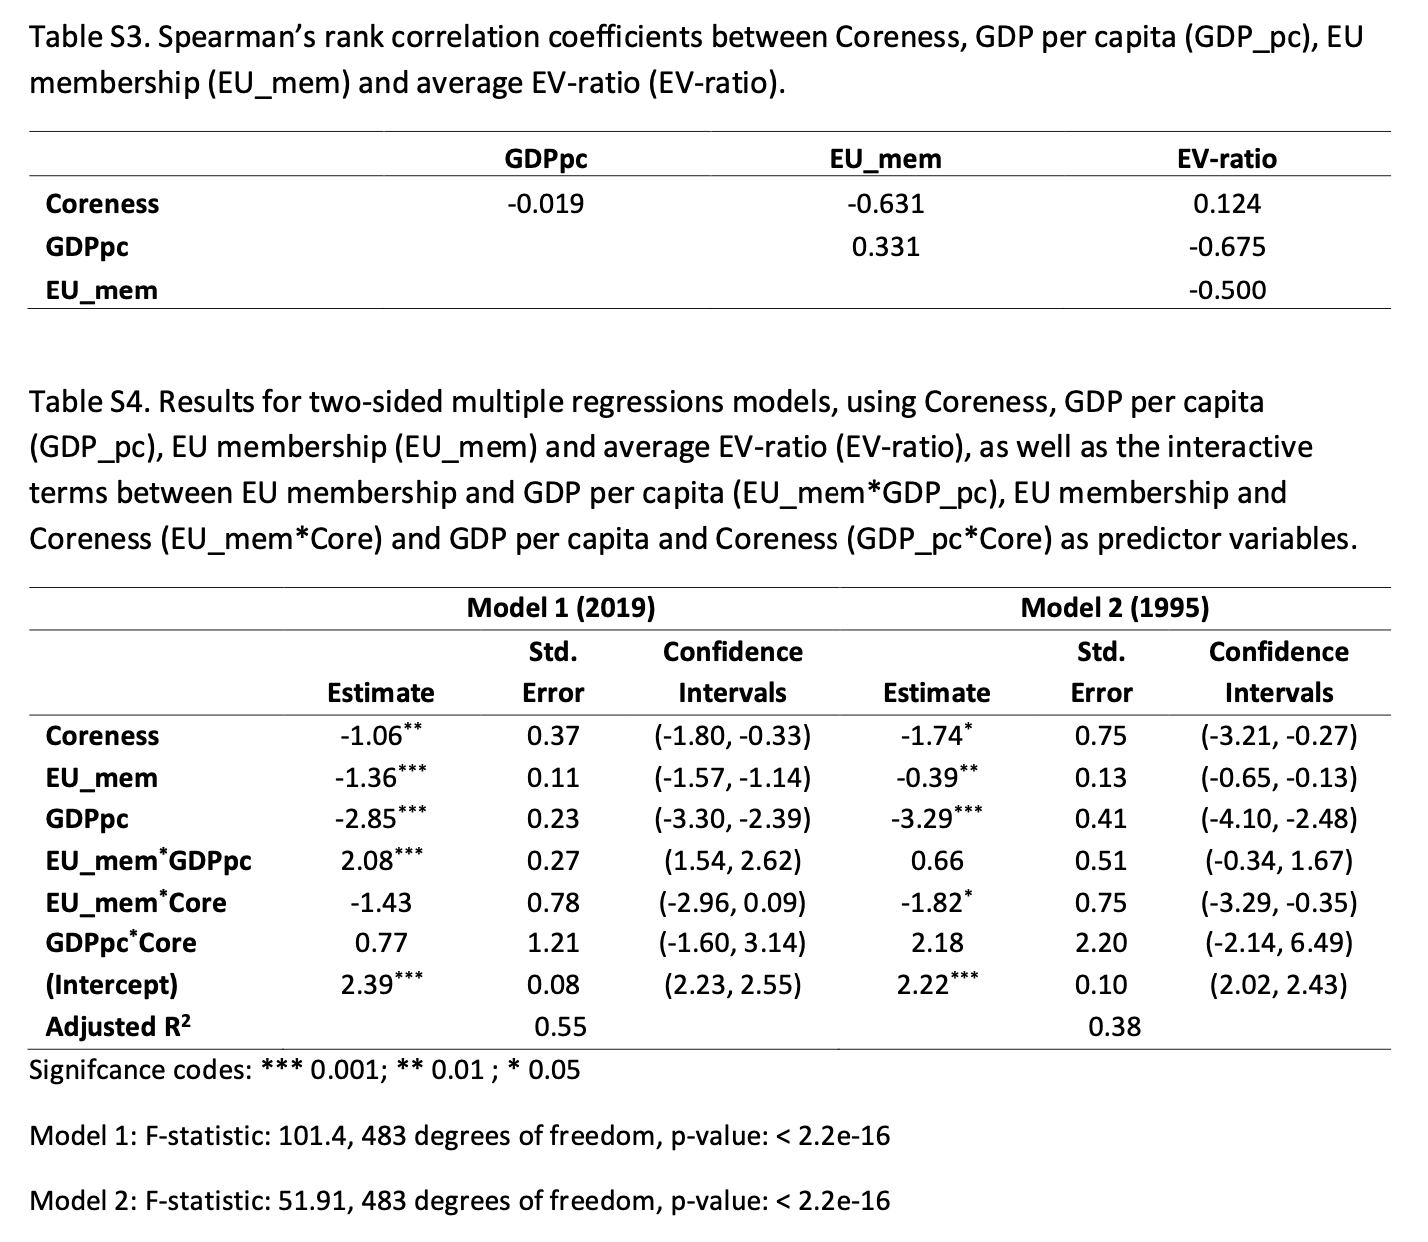 Table S3. Spearman’s rank correlation coefficients between Coreness, GDP per capita (GDP_pc), EU
membership (EU_mem) and average EV-ratio (EV-ratio).
GDPpc EU_mem EV-ratio
Coreness -0.019 -0.631 0.124
GDPpc 0.331 -0.675
EU_mem -0.500
Table S4. Results for two-sided multiple regressions models, using Coreness, GDP per capita
(GDP_pc), EU membership (EU_mem) and average EV-ratio (EV-ratio), as well as the interactive
terms between EU membership and GDP per capita (EU_mem*GDP_pc), EU membership and
Coreness (EU_mem*Core) and GDP per capita and Coreness (GDP_pc*Core) as predictor variables.
Model 1 (2019) Model 2 (1995)
Std. Confidence Std. Confidence
Estimate Error Intervals Estimate Error Intervals
Coreness -1.06** 0.37 (-1.80, -0.33) -1.74* 0.75 (-3.21, -0.27)
EU_mem -1.36*** 0.11 (-1.57, -1.14) -0.39** 0.13 (-0.65, -0.13)
GDPpc -2.85*** 0.23 (-3.30, -2.39) -3.29*** 0.41 (-4.10, -2.48)
EU_mem*GDPpc 2.08*** 0.27 (1.54, 2.62) 0.66 0.51 (-0.34, 1.67)
EU_mem*Core -1.43 0.78 (-2.96, 0.09) -1.82* 0.75 (-3.29, -0.35)
GDPpc*Core 0.77 1.21 (-1.60, 3.14) 2.18 2.20 (-2.14, 6.49)
(Intercept) 2.39*** 0.08 (2.23, 2.55) 2.22*** 0.10 (2.02, 2.43)
Adjusted R² 0.55 0.38
Signifcance codes: *** 0.001; ** 0.01 ; * 0.05
Model 1: F-statistic: 101.4, 483 degrees of freedom, p-value: < 2.2e-16
Model 2: F-statistic: 51.91, 483 degrees of freedom, p-value: < 2.2e-16